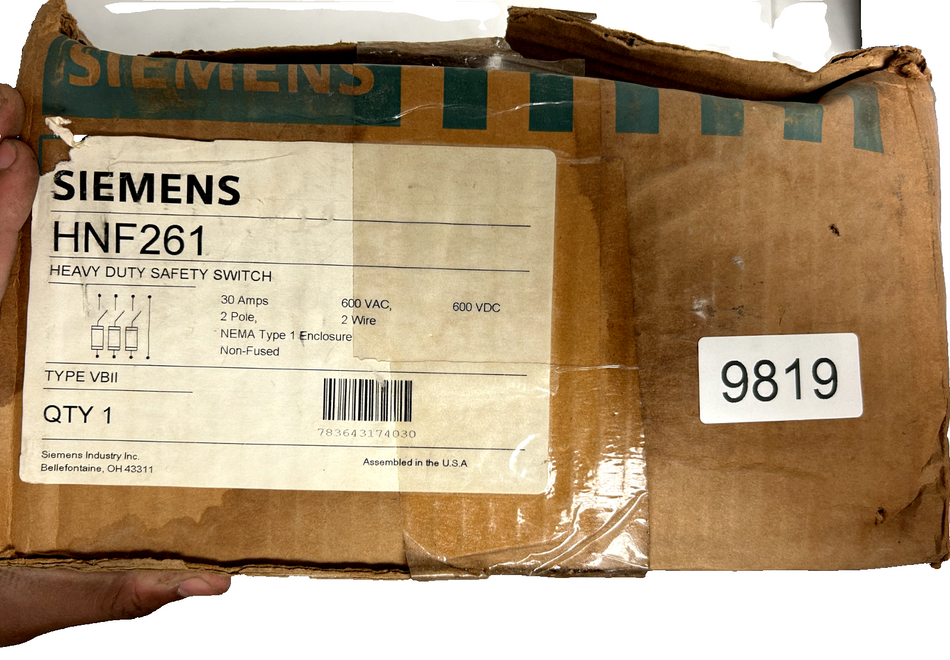 SIEMENS
SIEMENS
HNF261
HEAVY DUTY SAFETY SWITCH
30 Amps 600 VAC, 600 VDC
2 Pole, 2 Wire
NEMA Type 1 Enclosure
Non-Fused
TYPE VBII
QTY 1
783643174030
Siemens Industry Inc.
Bellefontaine, OH 43311
Assembled in the U.S.A
9819